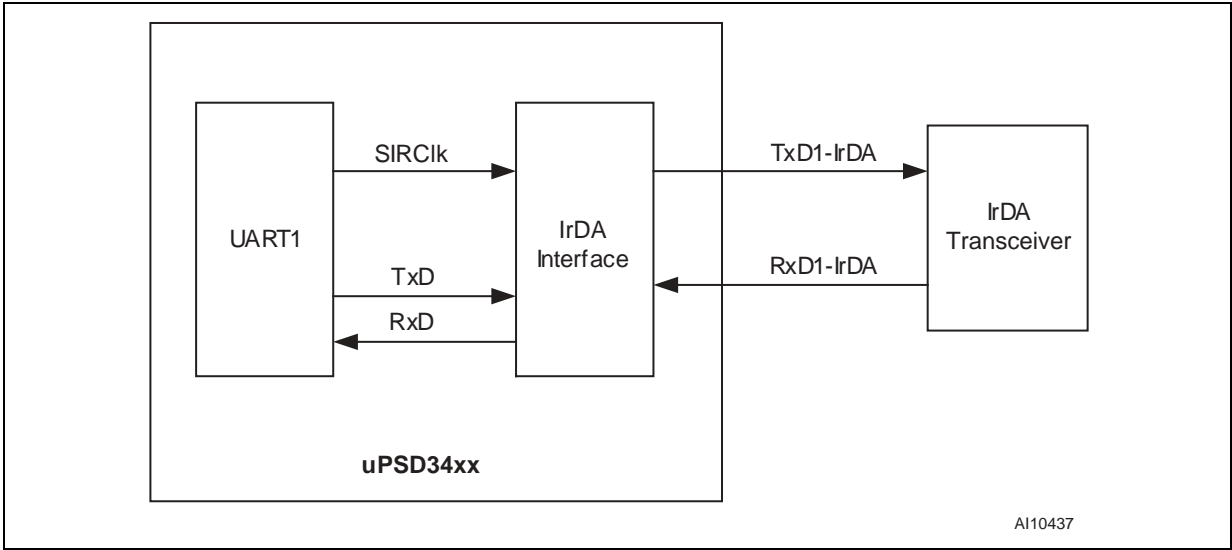 SIRClk
UART1
TxD
RxD
IrDA
Interface
TxD1-IrDA
RxD1-IrDA
IrDA
Transceiver
uPSD34xx
AI10437